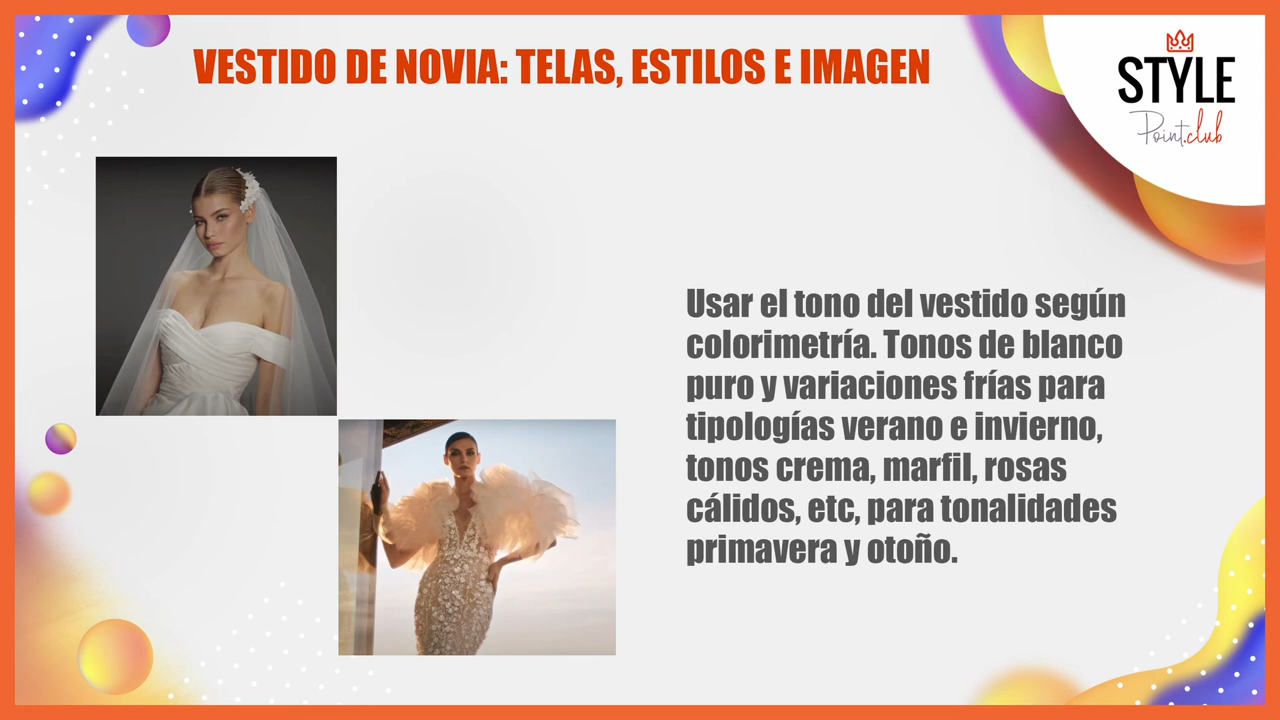 VESTIDO DE NOVIA: TELAS, ESTILOS E IMAGEN
STYLE
Point.club
Usar el tono del vestido según
colorimetría. Tonos de blanco
puro y variaciones frías para
tipologías verano e invierno,
tonos crema, marfil, rosas
cálidos, etc, para tonalidades
primavera y otoño.